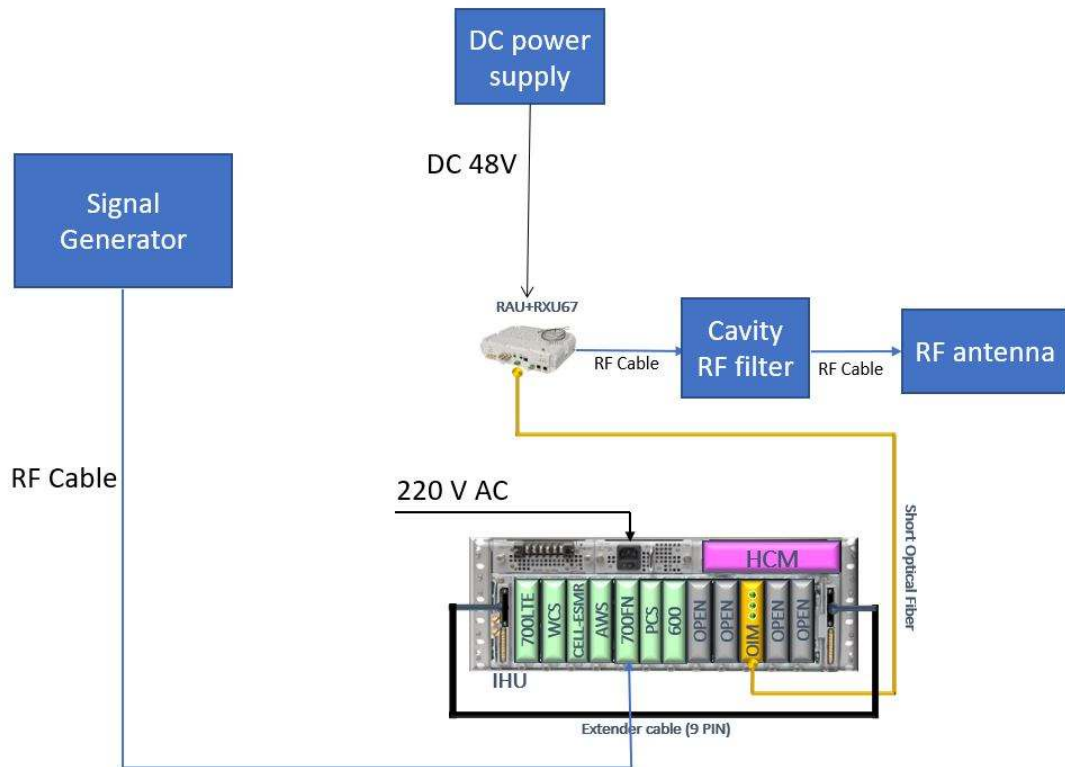 DC power
supply
DC 48V
Signal
Generator
RAU+RXU67
RF Cable
Cavity
RF filter
RF Cable
RF antenna
RF Cable
220 V AC
Short Optical Fiber
HCM
700LTE
WCS
CELL-ESMR
AWS
700FN
PCS
600
OPEN
OPEN
OIM
OPEN
OPEN
IHU
Extender cable (9 PIN)